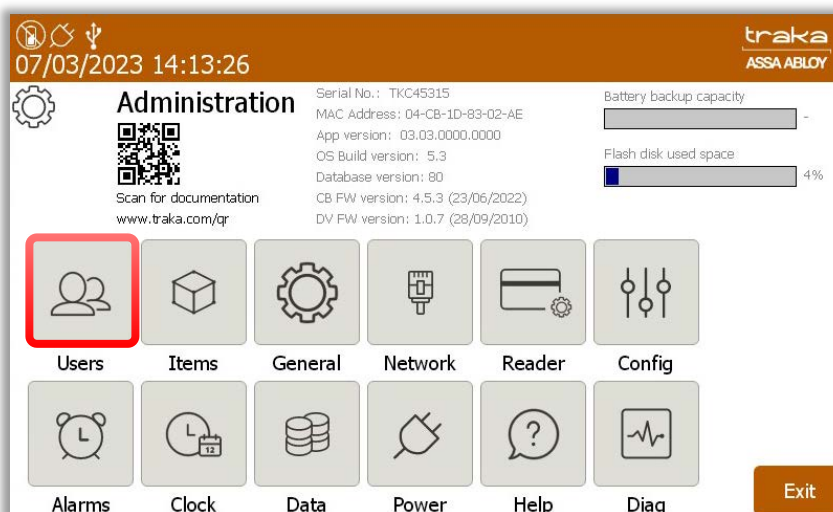 traka
07/03/2023 14:13:26
ASSA ABLOY
Administration
Scan for documentation
www.traka.com/qr
Serial No.: TKC45315
MAC Address: 04-CB-1D-83-02-AE
App version: 03.03.0000.0000
OS Build version: 5.3
Database version: 80
CB FW version: 4.5.3 (23/06/2022)
DV FW version: 1.0.7 (28/09/2010)
Battery backup capacity
-
Flash disk used space
4%
Users Items General Network Reader Config
12
Alarms Clock Data Power Help Diag
Exit